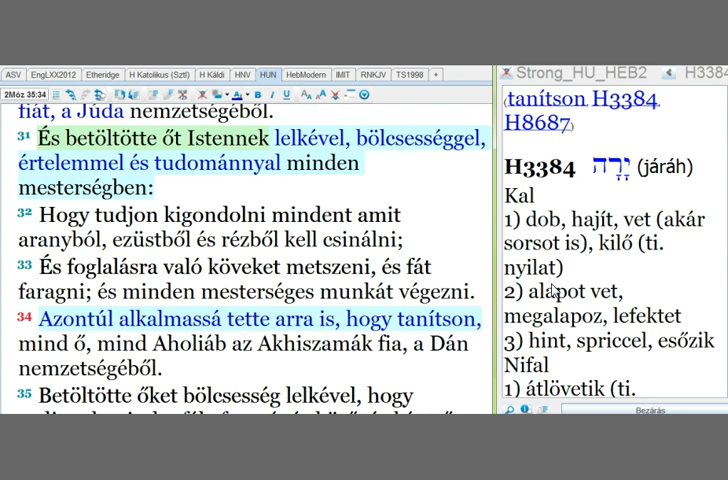 ASV EngLXX2012 Etheridge H Katolikus (SztI) H Káldi HNV HUN HebModern IMIT RNKJV TS1998 +
2Móz 35:34
fiát, a Júda nemzetségéből.
31 És betöltötte őt Istennek lelkével, bölcsességgel,
értelemmel és tudománnyal minden
mesterségben:
32 Hogy tudjon kigondolni mindent amit
aranyból, ezüstből és rézből kell csinálni;
33 És foglalásra való köveket metszeni, és fát
faragni; és minden mesterséges munkát végezni.
34 Azontúl alkalmassá tette arra is, hogy tanítson,
mind ő, mind Aholiáb az Akhiszamák fia, a Dán
nemzetségéből.
35 Betöltötte őket bölcsesség lelkével, hogy
Strong_HU_HEB2 H3384
(tanítson H3384,
H8687)
H3384 יָרָה (járáh)
Kal
1) dob, hajít, vet (akár
sorsot is), kilő (ti.
nyilat)
2) alapot vet,
megalapoz, lefektet
3) hint, spriccel, esőzik
Nifal
1) átlövetik (ti.
Bezárás